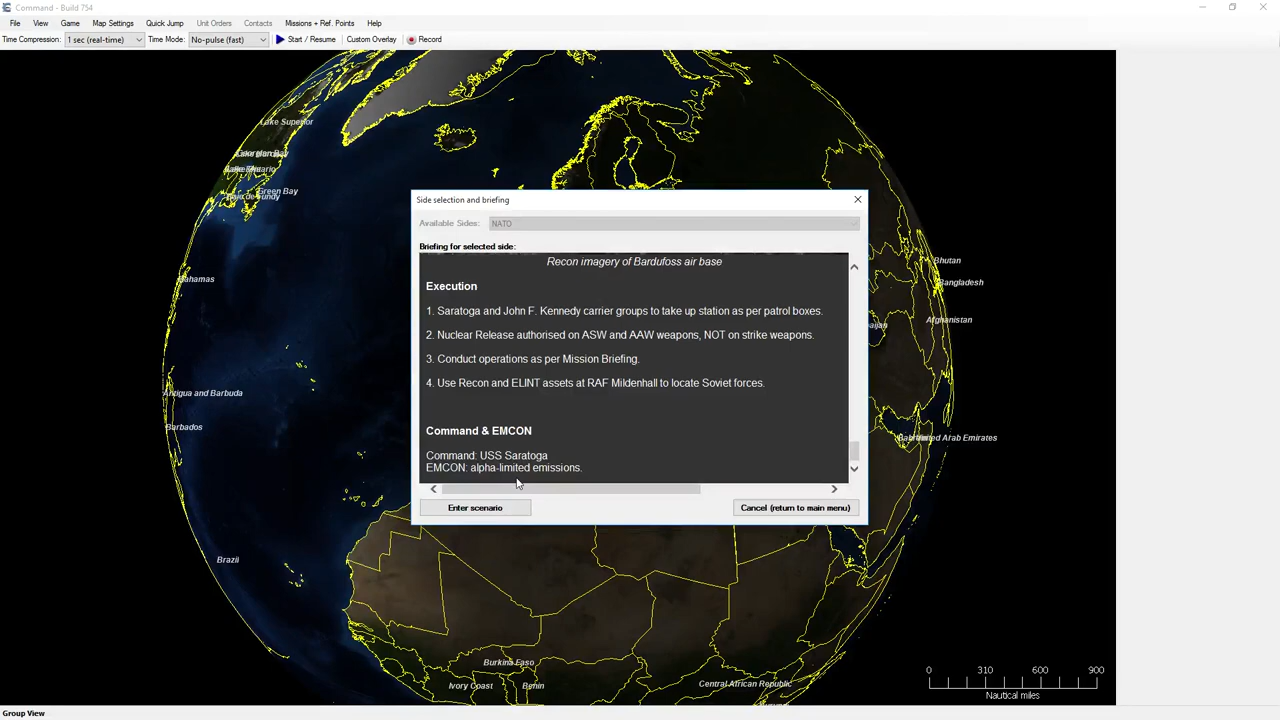 Command - Build 754
File View Game Map Settings Quick Jump Unit Orders Contacts Missions + Ref. Points Help
Time Compression: 1 sec (real-time) Time Mode: No-pulse (fast) Start / Resume Custom Overlay Record
Lake Superior
Georgian Bay
Green Bay
Bahamas
Antigua and Barbuda
Barbados
Brazil
Side selection and briefing
Available Sides: NATO
Briefing for selected side:
Recon imagery of Bardufoss air base
Execution
1. Saratoga and John F. Kennedy carrier groups to take up station as per patrol boxes.
2. Nuclear Release authorised on ASW and AAW weapons, NOT on strike weapons.
3. Conduct operations as per Mission Briefing.
4. Use Recon and ELINT assets at RAF Mildenhall to locate Soviet forces.
Command & EMCON
Command: USS Saratoga
EMCON: alpha-limited emissions.
Enter scenario Cancel (return to main menu)
Bhutan
Bangladesh
Afghanistan
United Arab Emirates
Burkina Faso
Ivory Coast Benin Central African Republic
0 310 600 900
Nautical miles
Group View